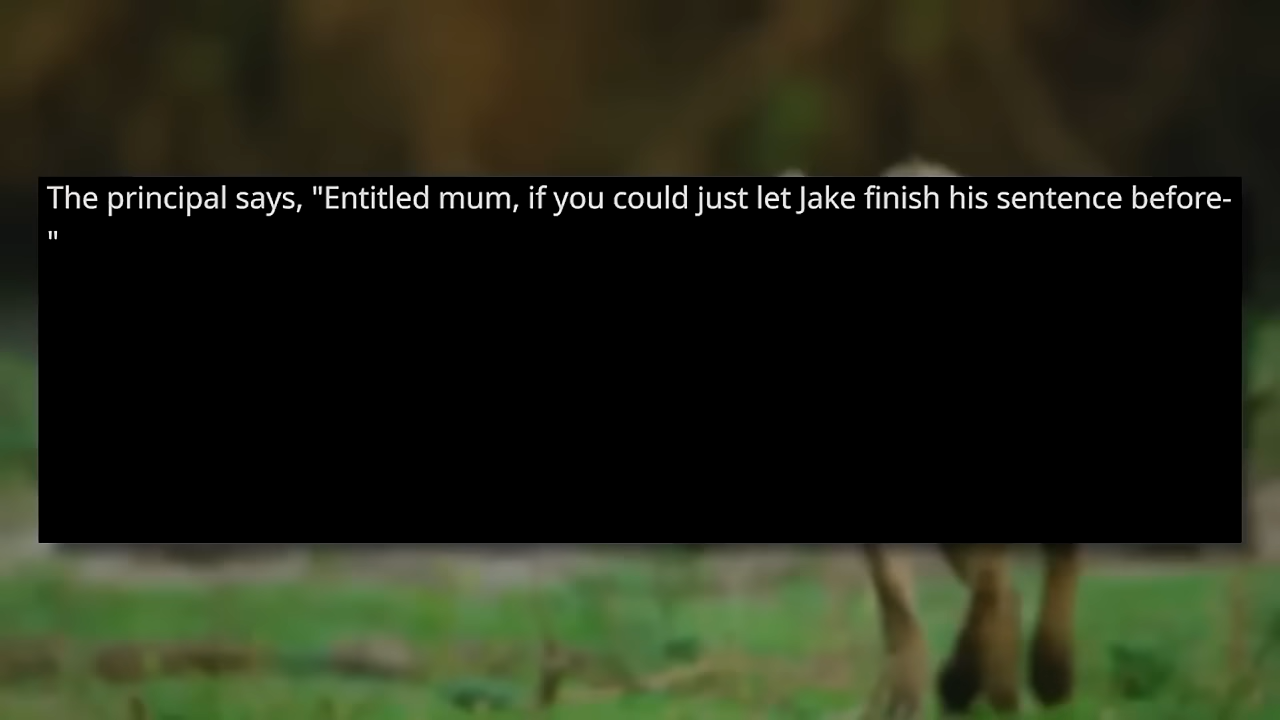 The principal says, "Entitled mum, if you could just let Jake finish his sentence before-
"